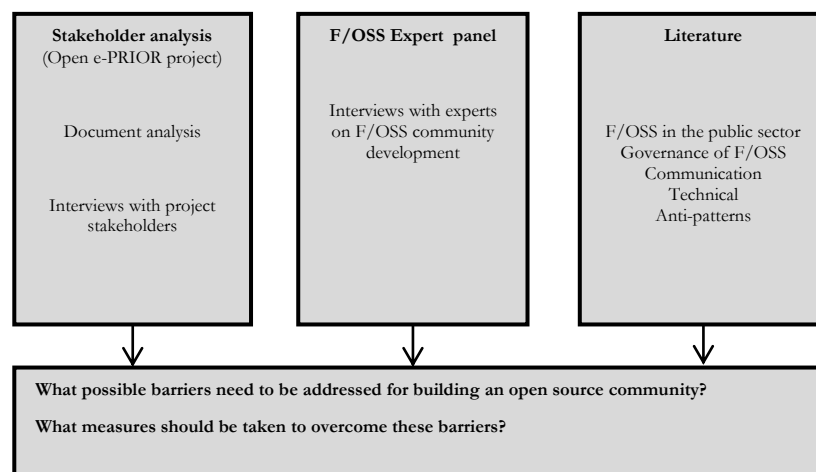 Stakeholder analysis
(Open e-PRIOR project)
Document analysis
Interviews with project
stakeholders
F/OSS Expert panel
Interviews with experts
on F/OSS community
development
Literature
F/OSS in the public sector
Governance of F/OSS
Communication
Technical
Anti-patterns
What possible barriers need to be addressed for building an open source community?
What measures should be taken to overcome these barriers?